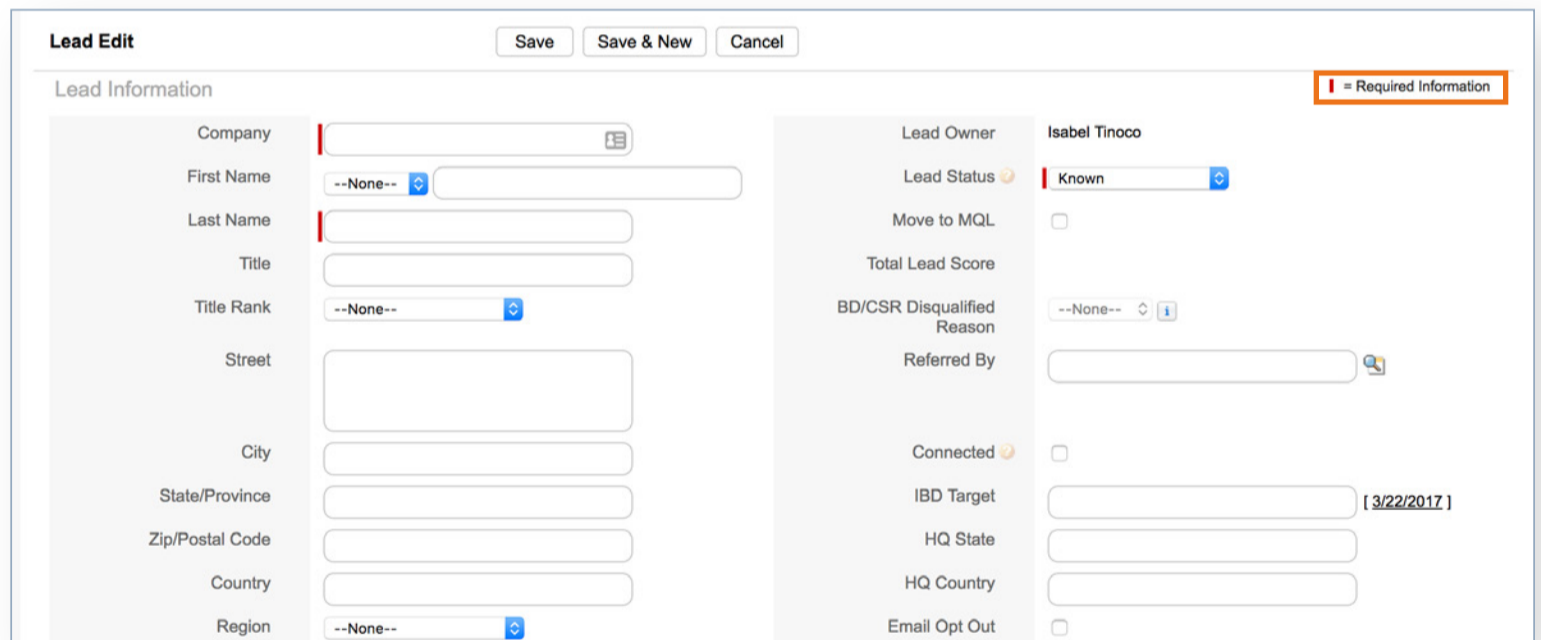 Lead Edit Save Save & New Cancel
Lead Information = Required Information
Company Lead Owner Isabel Tinoco
First Name --None-- Lead Status Known
Last Name Move to MQL
Title Total Lead Score
Title Rank --None-- BD/CSR Disqualified
Reason --None-- i
Street Referred By
City Connected
State/Province IBD Target [ 3/22/2017 ]
Zip/Postal Code HQ State
Country HQ Country
Region --None-- Email Opt Out